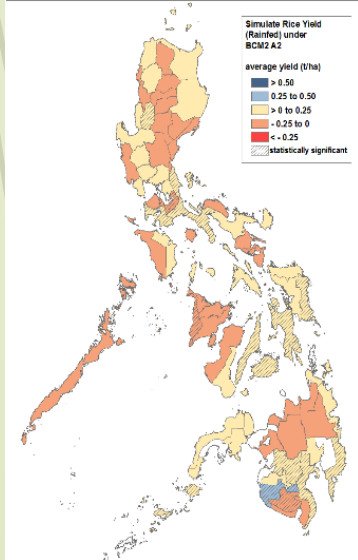 Simulate Rice Yield
(Rainfed) under
BCM2 A2
average yield (t/ha)
> 0.50
0.25 to 0.50
> 0 to 0.25
- 0.25 to 0
< - 0.25
statistically significant